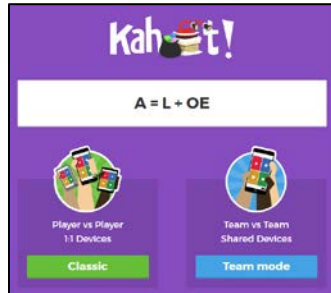 Kahoot!
A = L + OE
Player vs Player
1:1 Devices
Classic
Team vs Team
Shared Devices
Team mode